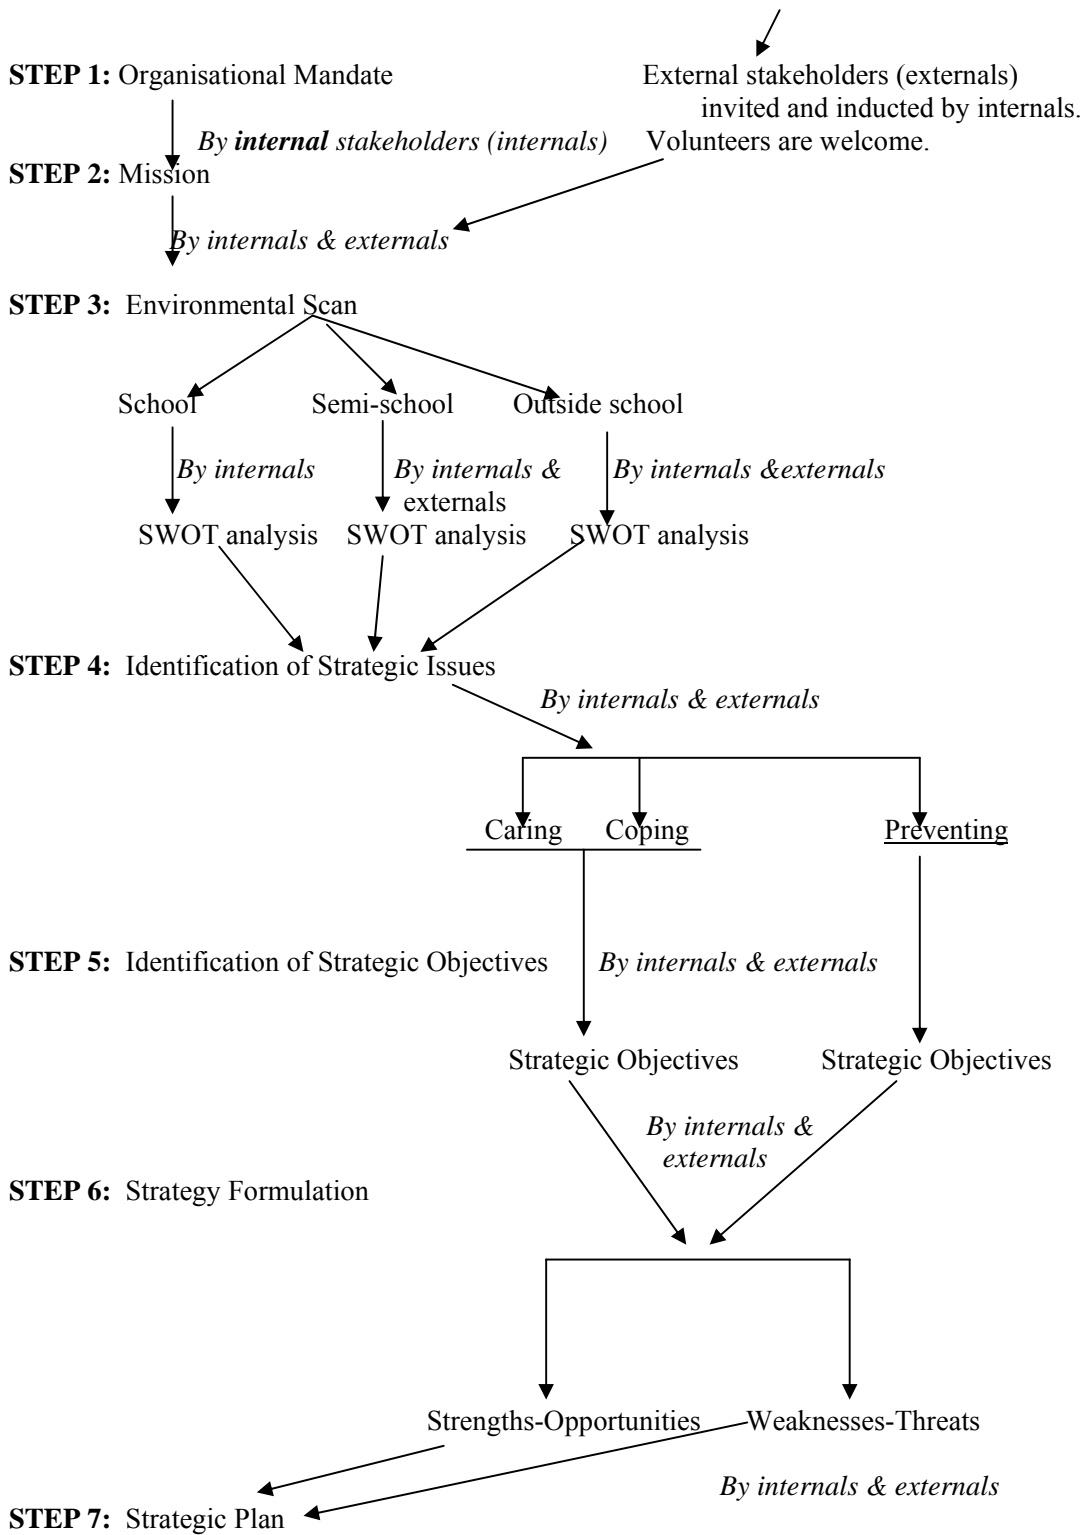 STEP 1: Organisational Mandate
External stakeholders (externals)
invited and inducted by internals.
By internal stakeholders (internals)
Volunteers are welcome.
STEP 2: Mission
By internals & externals
STEP 3: Environmental Scan
School
Semi-school
Outside school
By internals
By internals &
externals
By internals &externals
SWOT analysis
SWOT analysis
SWOT analysis
STEP 4: Identification of Strategic Issues
By internals & externals
Caring
Coping
Preventing
STEP 5: Identification of Strategic Objectives
By internals & externals
Strategic Objectives
Strategic Objectives
By internals &
externals
STEP 6: Strategy Formulation
Strengths-Opportunities
Weaknesses-Threats
By internals & externals
STEP 7: Strategic Plan